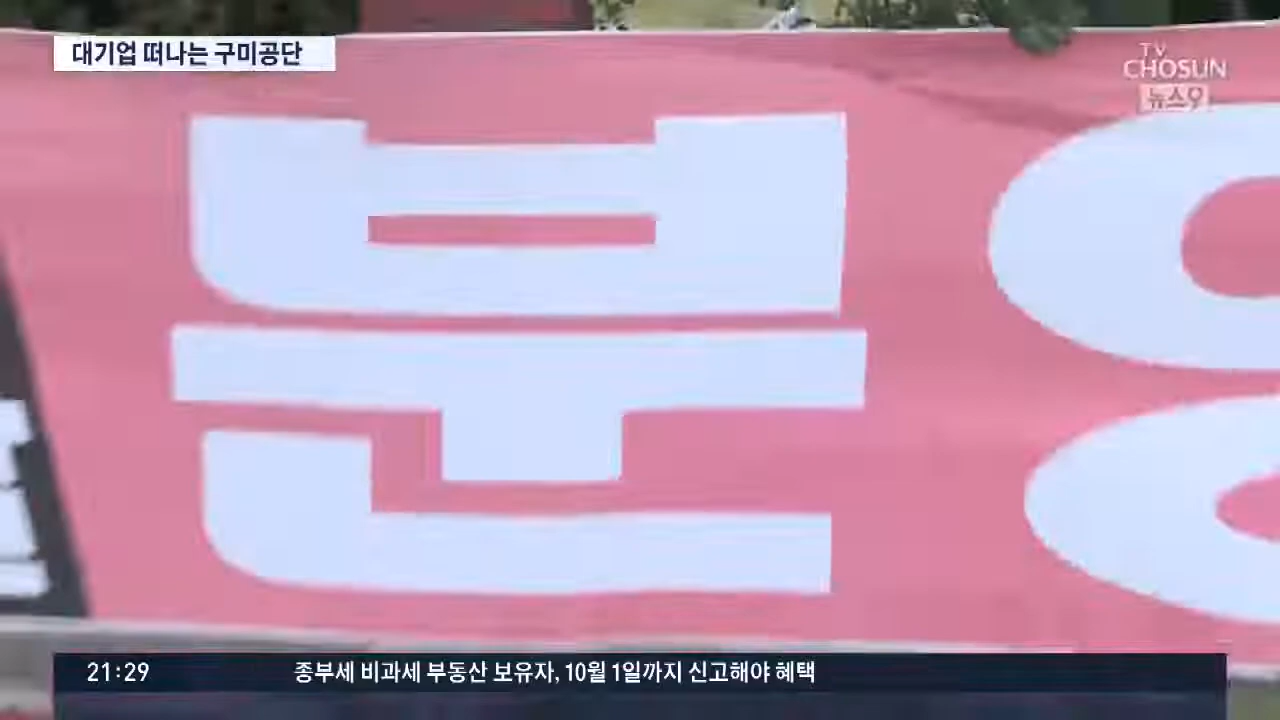 대기업 떠나는 구미공단
TV
CHOSUN
뉴스9
분
21:29 종부세 비과세 부동산 보유자, 10월 1일까지 신고해야 혜택